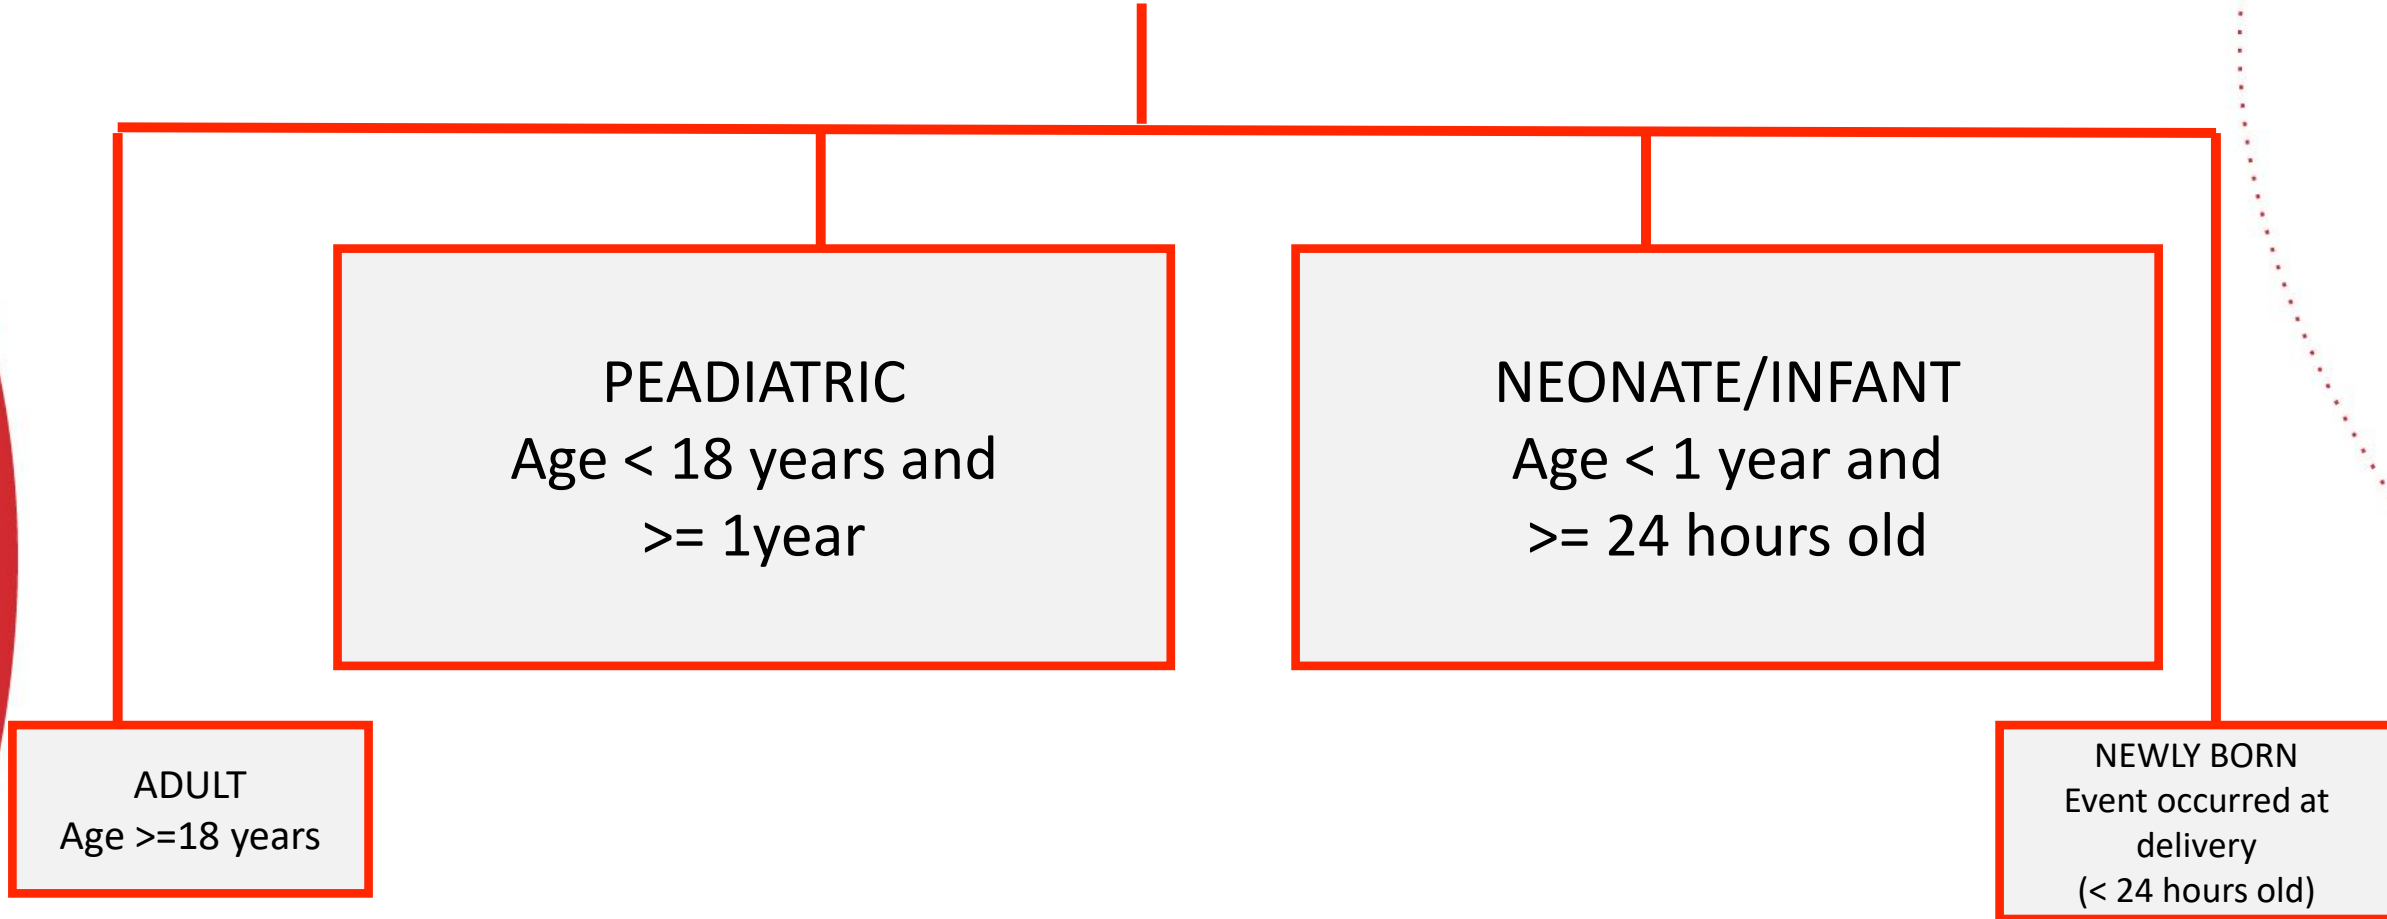 PEADIATRIC
Age < 18 years and
>= 1year
NEONATE/INFANT
Age < 1 year and
>= 24 hours old
ADULT
Age >=18 years
NEWLY BORN
Event occurred at
delivery
(< 24 hours old)